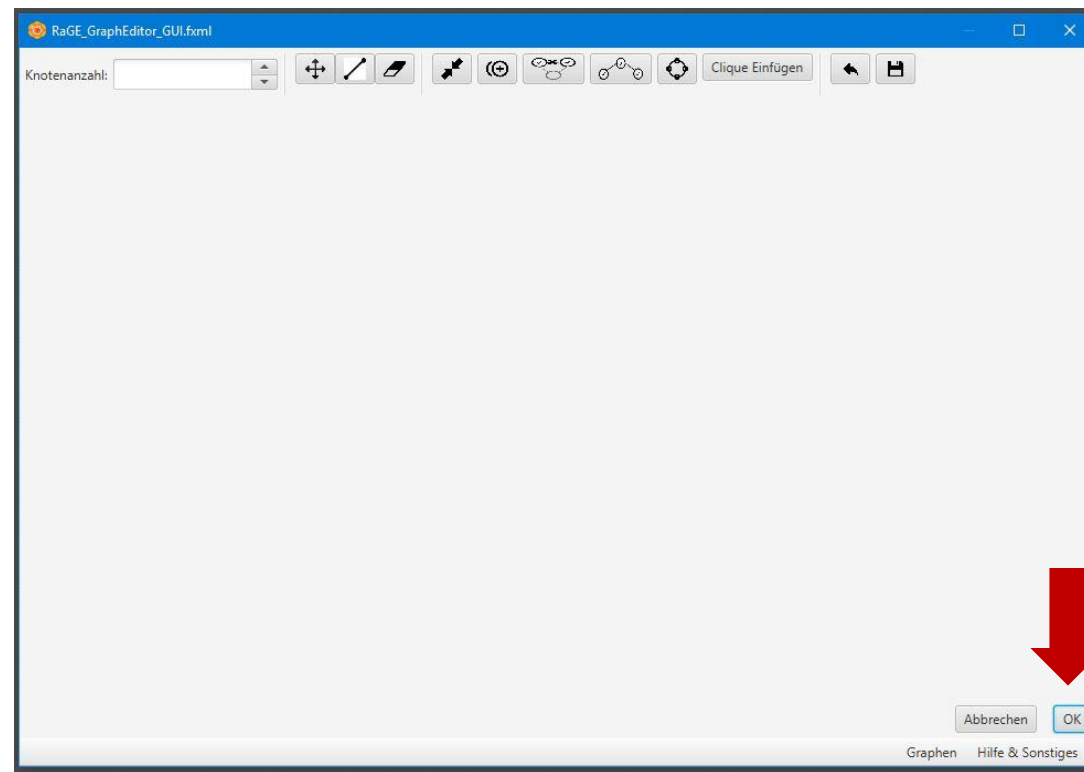 RaGE_GraphEditor_GUI.fxml
Knotenanzahl:
Clique Einfügen
Abbrechen
OK
Graphen
Hilfe & Sonstiges